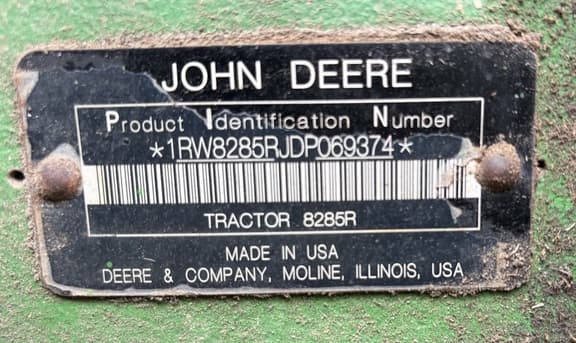 JOHN DEERE
Product Identification Number
*1RW8285RJDP069374*
TRACTOR 8285R
MADE IN USA
DEERE & COMPANY, MOLINE, ILLINOIS, USA